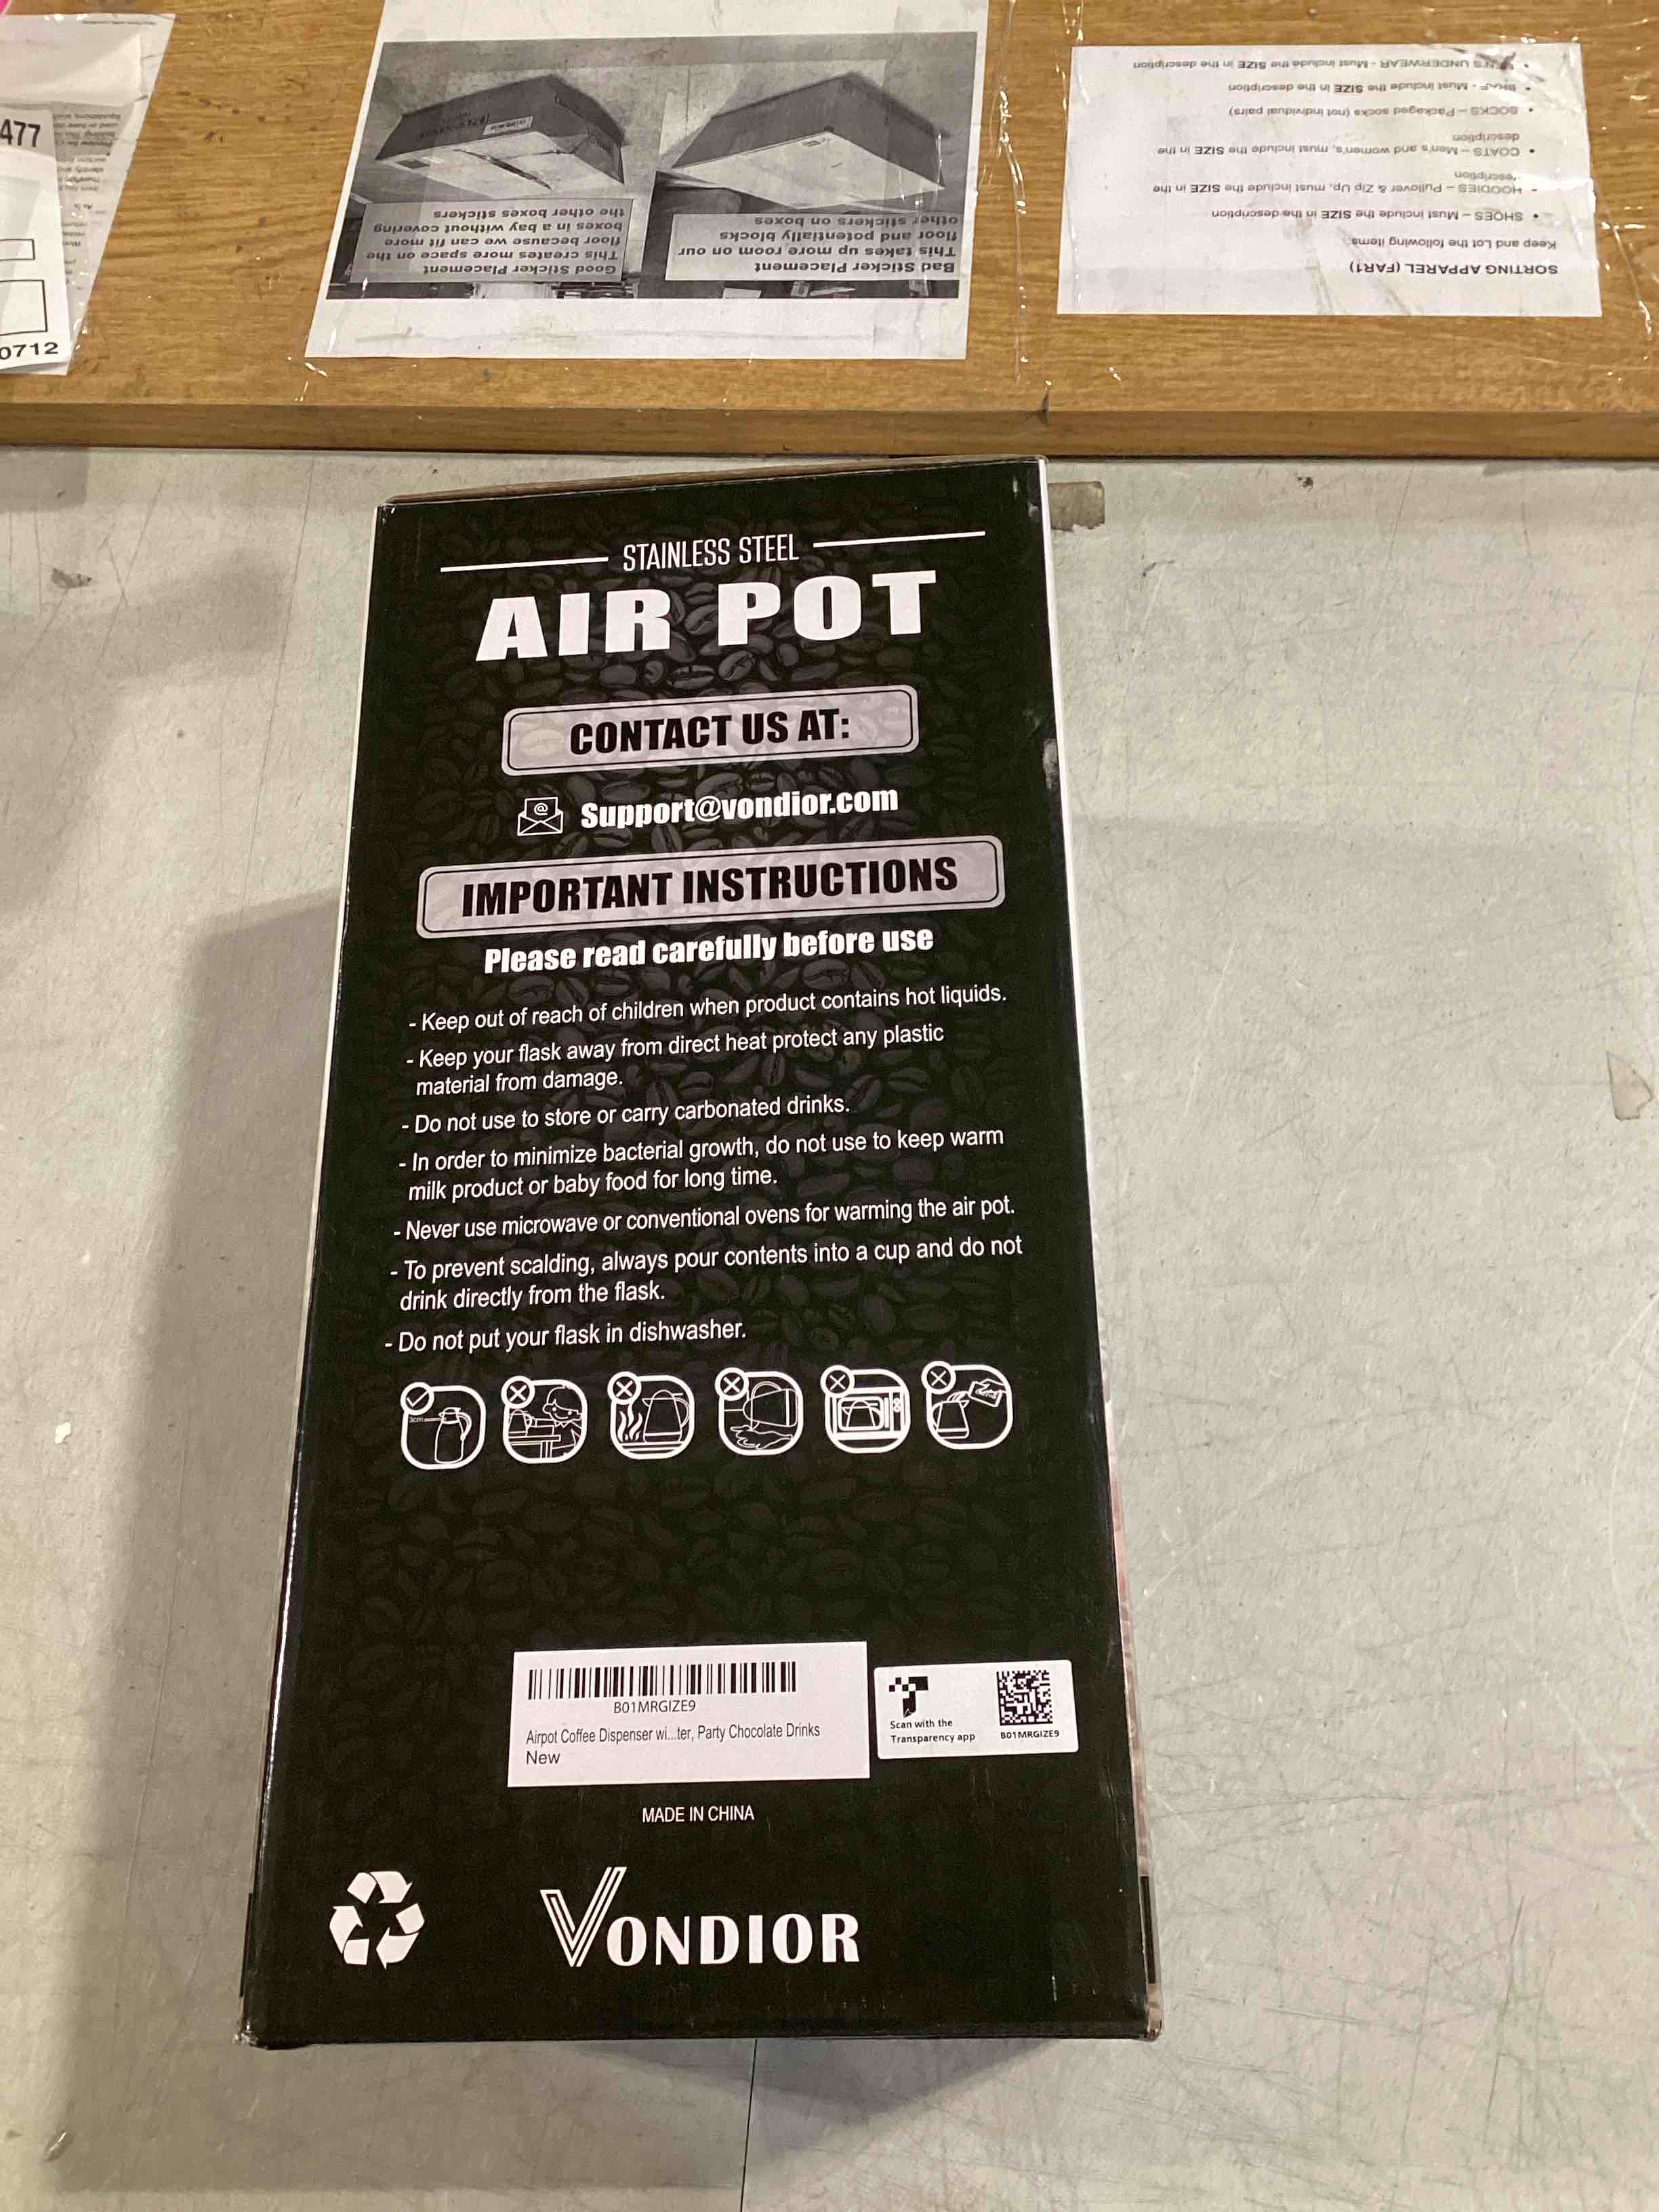 477
0712
Good Sticker Placement
This creates more space on the
floor because we can fit more
boxes in a bay without covering
the other boxes stickers
Bad Sticker Placement
This takes up more room on our
floor and potentially blocks
other stickers on boxes
SORTING APPAREL (FAR1)
Keep and Lot the following items:
• SHOES – Must include the SIZE in the description
• HOODIES – Pullover & Zip Up, must include the SIZE in the
description
• COATS – Men's and women's, must include the SIZE in the
description
• SOCKS – Packaged socks (not individual pairs)
• - Must include the SIZE in the description
• UNDERWEAR - Must include the SIZE in the description
STAINLESS STEEL
AIR POT
CONTACT US AT:
Support@vondior.com
IMPORTANT INSTRUCTIONS
Please read carefully before use
- Keep out of reach of children when product contains hot liquids.
- Keep your flask away from direct heat protect any plastic
material from damage.
- Do not use to store or carry carbonated drinks.
- In order to minimize bacterial growth, do not use to keep warm
milk product or baby food for long time.
- Never use microwave or conventional ovens for warming the air pot.
- To prevent scalding, always pour contents into a cup and do not
drink directly from the flask.
- Do not put your flask in dishwasher.
B01MRGIZE9
Airpot Coffee Dispenser wi...ter, Party Chocolate Drinks
New
Scan with the
Transparency app
B01MRGIZE9
MADE IN CHINA
VONDIOR